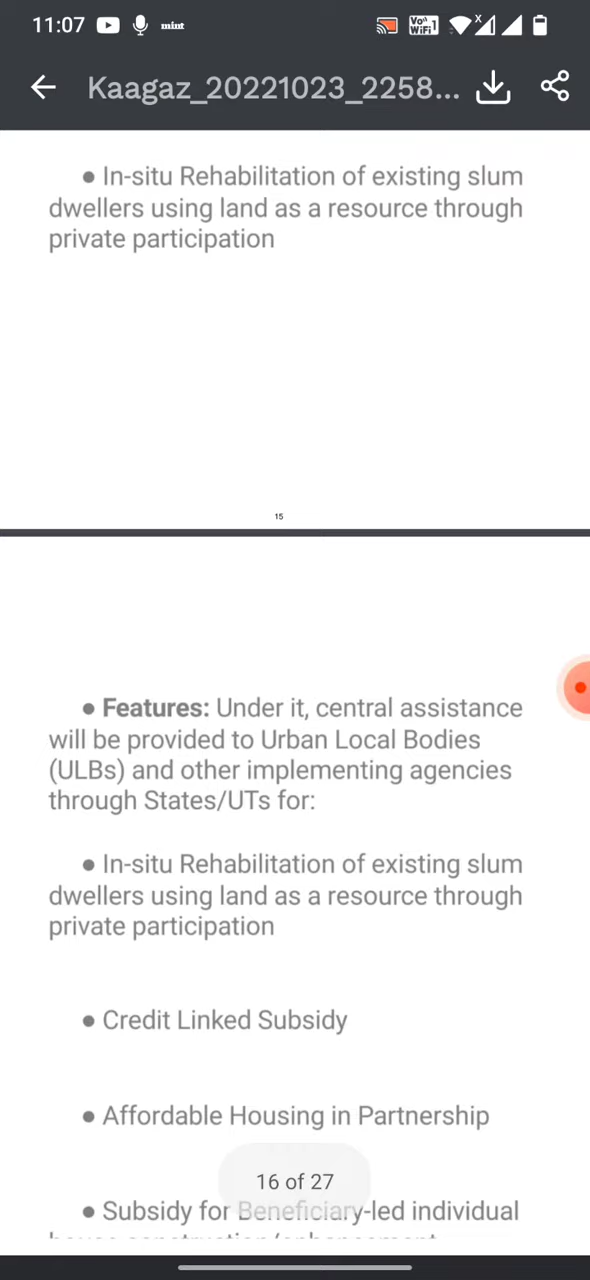 11:07 mint Vo WiFi 1 x
Kaagaz_20221023_2258...
● In-situ Rehabilitation of existing slum
dwellers using land as a resource through
private participation
15
● Features: Under it, central assistance
will be provided to Urban Local Bodies
(ULBs) and other implementing agencies
through States/UTs for:
● In-situ Rehabilitation of existing slum
dwellers using land as a resource through
private participation
● Credit Linked Subsidy
● Affordable Housing in Partnership
16 of 27
● Subsidy for Beneficiary-led individual